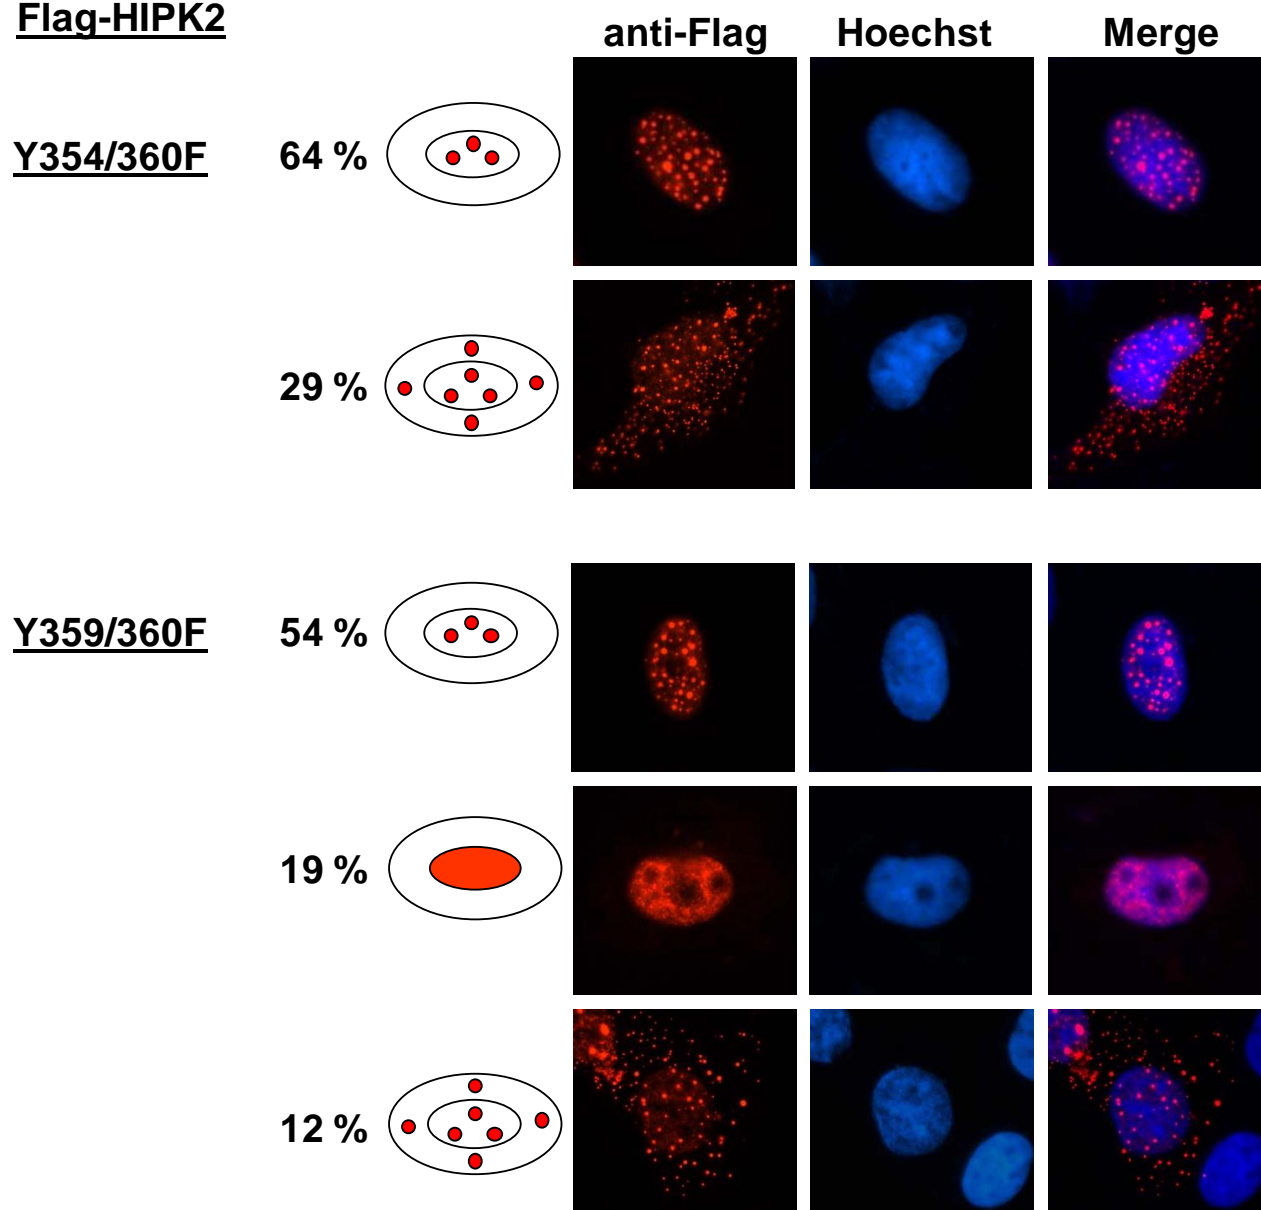 Flag-HIPK2
anti-Flag Hoechst Merge
Y354/360F 64 %
29 %
Y359/360F 54 %
19 %
12 %